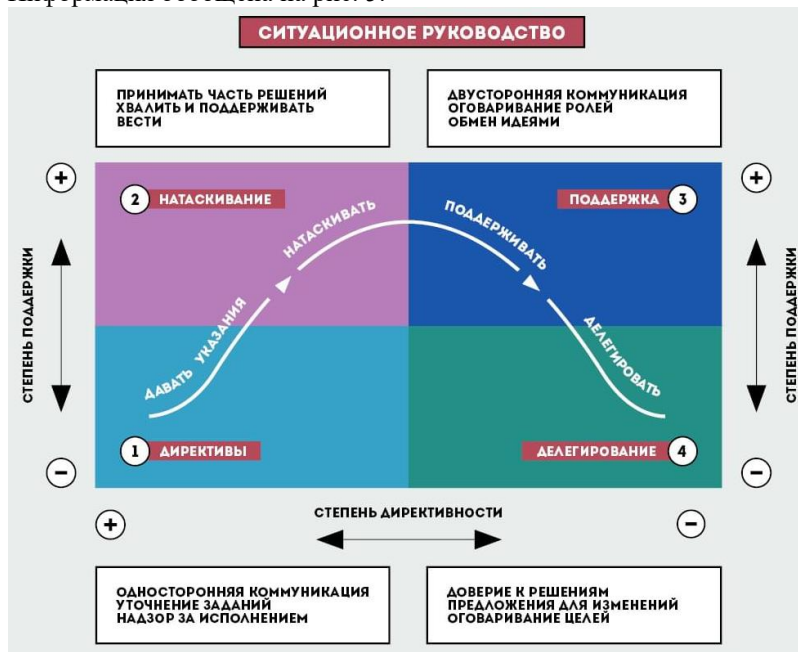 СИТУАЦИОННОЕ РУКОВОДСТВО
ПРИНИМАТЬ ЧАСТЬ РЕШЕНИЙ
ХВАЛИТЬ И ПОДДЕРЖИВАТЬ
ВЕСТИ
ДВУСТОРОННЯЯ КОММУНИКАЦИЯ
ОГОВАРИВАНИЕ РОЛЕЙ
ОБМЕН ИДЕЯМИ
+
+
2 НАТАСКИВАНИЕ
ПОДДЕРЖКА 3
НАТАСКИВАТЬ
ПОДДЕРЖИВАТЬ
СТЕПЕНЬ ПОДДЕРЖКИ
СТЕПЕНЬ ПОДДЕРЖКИ
ДАВАТЬ УКАЗАНИЯ
ДЕЛЕГИРОВАТЬ
1 ДИРЕКТИВЫ
ДЕЛЕГИРОВАНИЕ 4
−
−
+
СТЕПЕНЬ ДИРЕКТИВНОСТИ
−
ОДНОСТОРОННЯЯ КОММУНИКАЦИЯ
УТОЧНЕНИЕ ЗАДАНИЙ
НАДЗОР ЗА ИСПОЛНЕНИЕМ
ДОВЕРИЕ К РЕШЕНИЯМ
ПРЕДЛОЖЕНИЯ ДЛЯ ИЗМЕНЕНИЙ
ОГОВАРИВАНИЕ ЦЕЛЕЙ